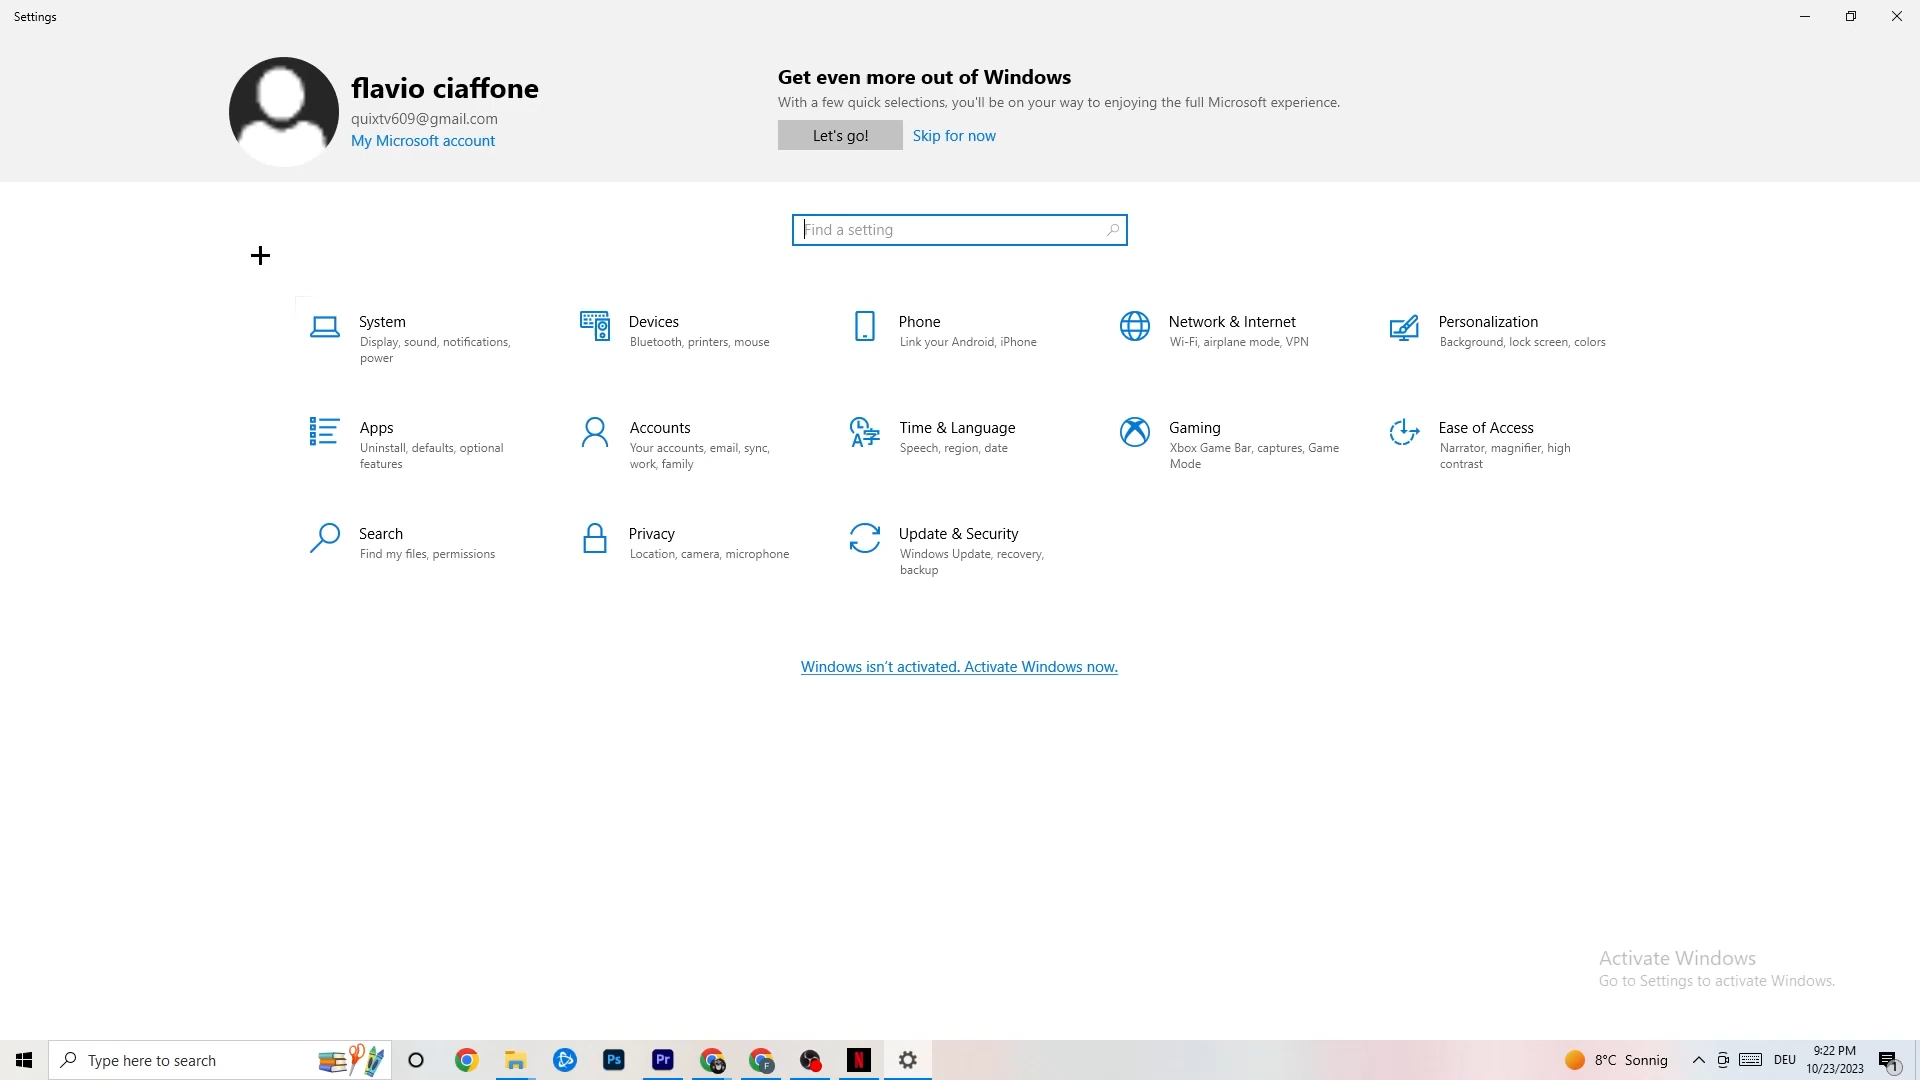 Settings
flavio ciaffone
quixtv609@gmail.com
My Microsoft account
Get even more out of Windows
With a few quick selections, you'll be on your way to enjoying the full Microsoft experience.
Let's go!
Skip for now
Find a setting
System
Display, sound, notifications,
power
Devices
Bluetooth, printers, mouse
Phone
Link your Android, iPhone
Network & Internet
Wi-Fi, airplane mode, VPN
Personalization
Background, lock screen, colors
Apps
Uninstall, defaults, optional
features
Accounts
Your accounts, email, sync,
work, family
Time & Language
Speech, region, date
Gaming
Xbox Game Bar, captures, Game
Mode
Ease of Access
Narrator, magnifier, high
contrast
Search
Find my files, permissions
Privacy
Location, camera, microphone
Update & Security
Windows Update, recovery,
backup
Windows isn't activated. Activate Windows now.
Activate Windows
Go to Settings to activate Windows.
Type here to search
Ps
Pr
F
N
8°C Sonnig
DEU
9:22 PM
10/23/2023
1